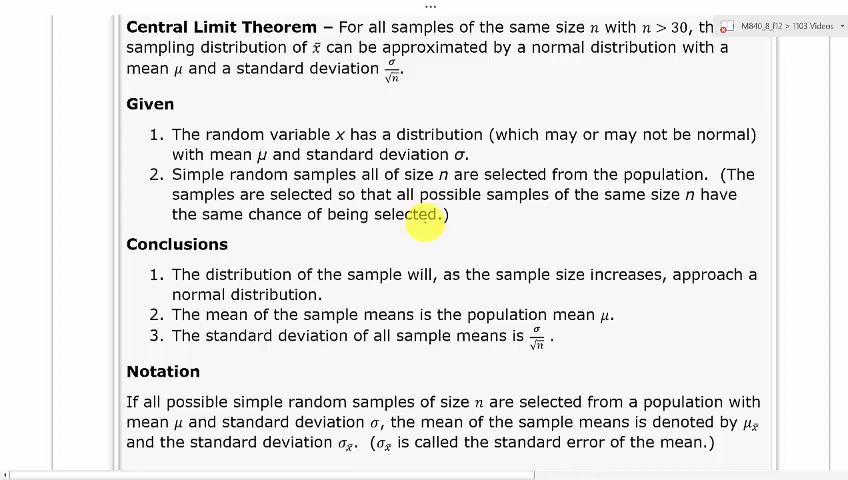 ...
Central Limit Theorem – For all samples of the same size n with n > 30, th
M840_8_f12 > 1103 Videos
sampling distribution of x̄ can be approximated by a normal distribution with a
mean μ and a standard deviation σ/√n.
Given
1. The random variable x has a distribution (which may or may not be normal)
with mean μ and standard deviation σ.
2. Simple random samples all of size n are selected from the population. (The
samples are selected so that all possible samples of the same size n have
the same chance of being selected.)
Conclusions
1. The distribution of the sample will, as the sample size increases, approach a
normal distribution.
2. The mean of the sample means is the population mean μ.
3. The standard deviation of all sample means is σ/√n .
Notation
If all possible simple random samples of size n are selected from a population with
mean μ and standard deviation σ, the mean of the sample means is denoted by μx̄
and the standard deviation σx̄. (σx̄ is called the standard error of the mean.)